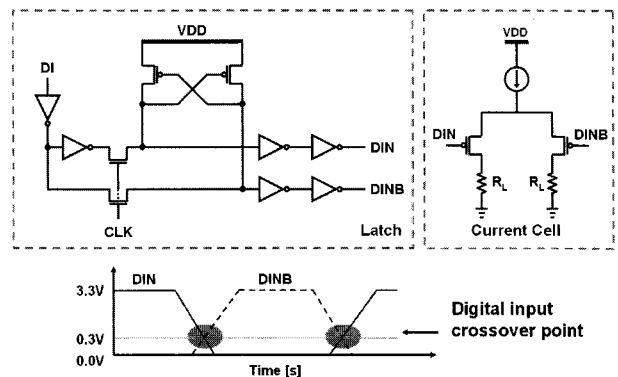 VDD
DI
DIN
DINB
CLK
Latch
VDD
DIN
DINB
RL
RL
Current Cell
DIN
DINB
3.3V
0.3V
0.0V
Time [s]
Digital input
crossover point